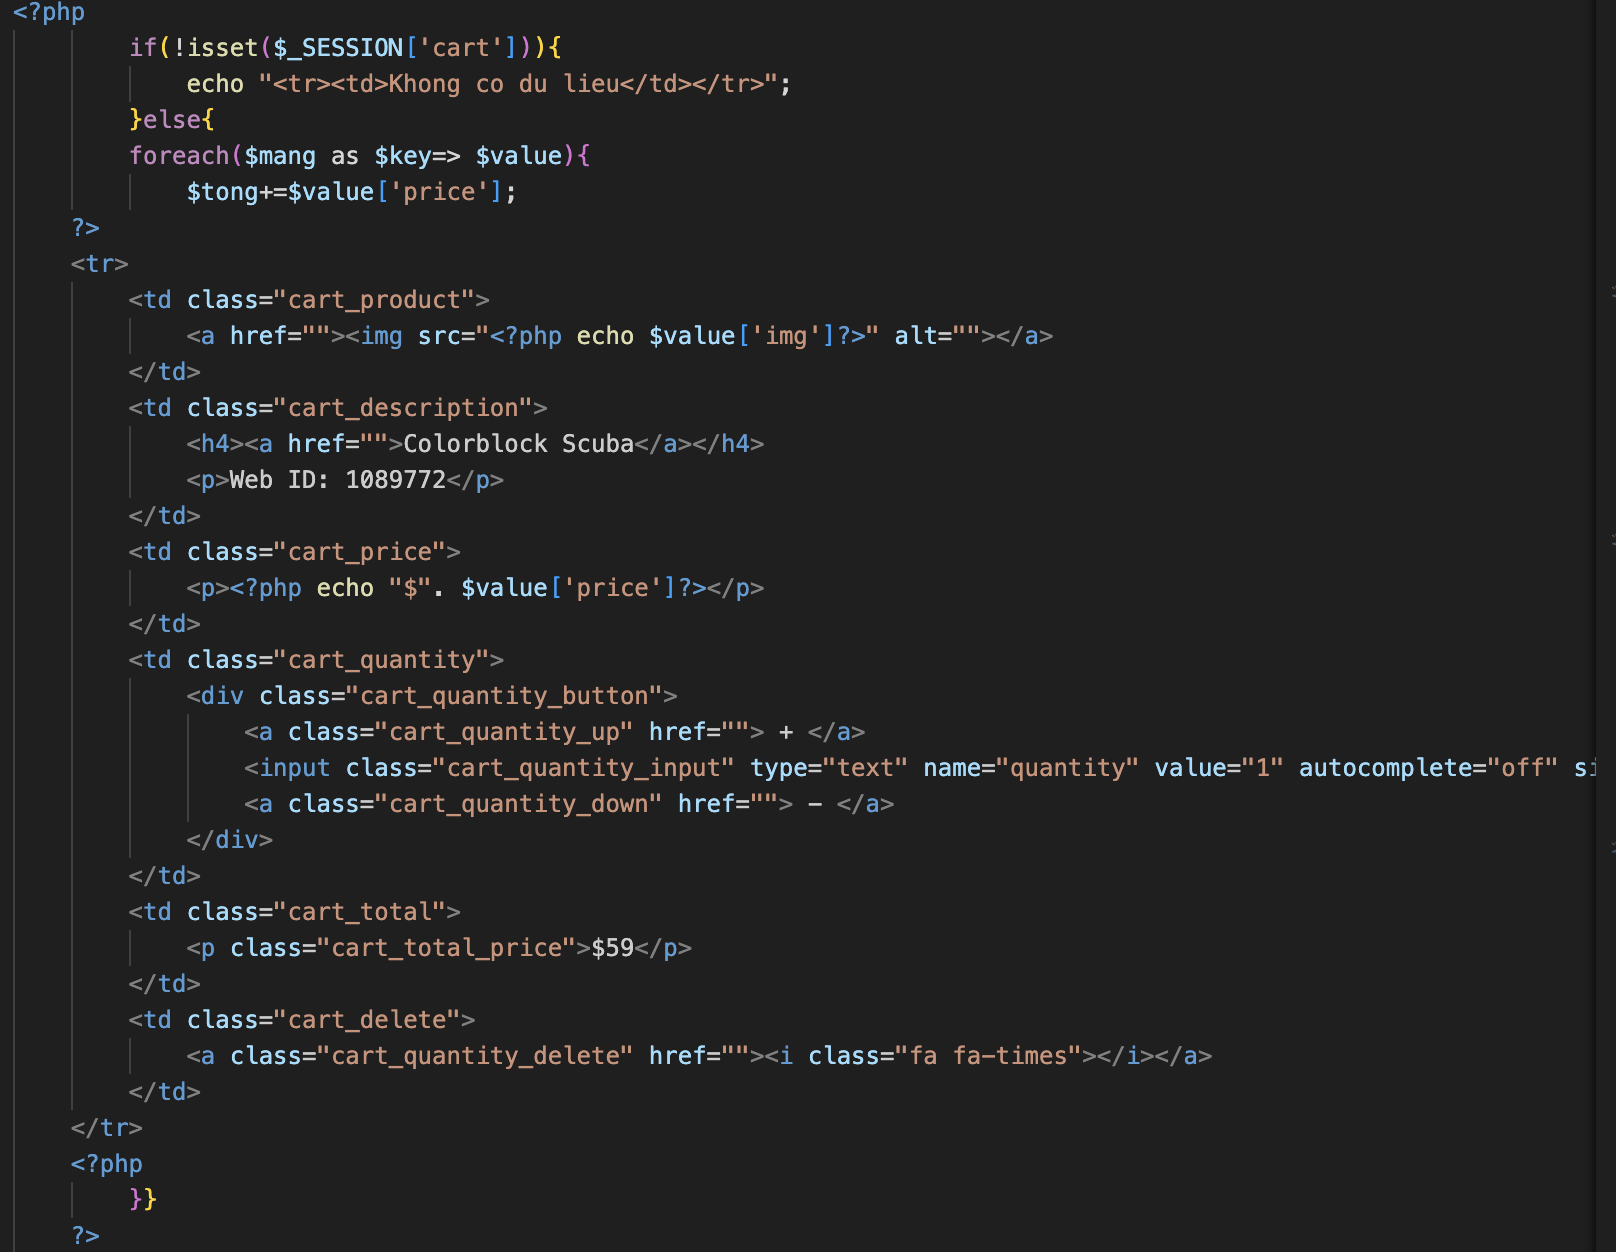 <?php
if(!isset($_SESSION['cart'])){
echo "<tr><td>Khong co du lieu</td></tr>";
}else{
foreach($mang as $key=> $value){
$tong+=$value['price'];
?>
<tr>
<td class="cart_product">
<a href=""><img src="<?php echo $value['img']?>" alt=""></a>
</td>
<td class="cart_description">
<h4><a href="">Colorblock Scuba</a></h4>
<p>Web ID: 1089772</p>
</td>
<td class="cart_price">
<p><?php echo "$". $value['price']?></p>
</td>
<td class="cart_quantity">
<div class="cart_quantity_button">
<a class="cart_quantity_up" href=""> + </a>
<input class="cart_quantity_input" type="text" name="quantity" value="1" autocomplete="off" si
<a class="cart_quantity_down" href=""> - </a>
</div>
</td>
<td class="cart_total">
<p class="cart_total_price">$59</p>
</td>
<td class="cart_delete">
<a class="cart_quantity_delete" href=""><i class="fa fa-times"></i></a>
</td>
</tr>
<?php
}}
?>